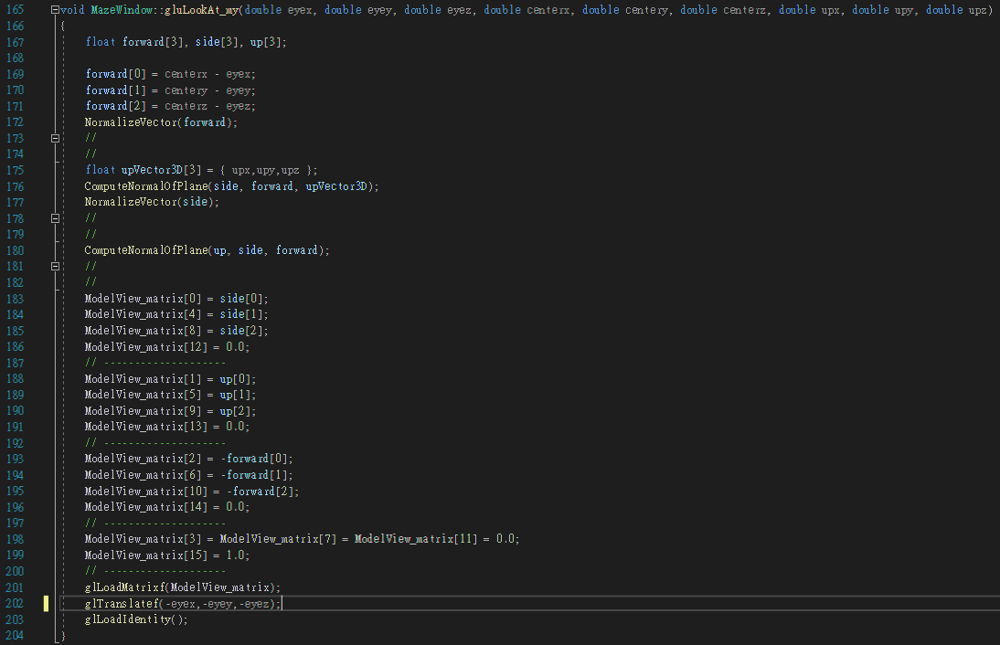 165 void MazeWindow::gluLookAt_my(double eyex, double eyey, double eyez, double centerx, double centery, double centerz, double upx, double upy, double upz)
166 {
167 float forward[3], side[3], up[3];
168
169 forward[0] = centerx - eyex;
170 forward[1] = centery - eyey;
171 forward[2] = centerz - eyez;
172 NormalizeVector(forward);
173 //
174 //
175 float upVector3D[3] = { upx,upy,upz };
176 ComputeNormalOfPlane(side, forward, upVector3D);
177 NormalizeVector(side);
178 //
179 //
180 ComputeNormalOfPlane(up, side, forward);
181 //
182 //
183 ModelView_matrix[0] = side[0];
184 ModelView_matrix[4] = side[1];
185 ModelView_matrix[8] = side[2];
186 ModelView_matrix[12] = 0.0;
187 // --------------------
188 ModelView_matrix[1] = up[0];
189 ModelView_matrix[5] = up[1];
190 ModelView_matrix[9] = up[2];
191 ModelView_matrix[13] = 0.0;
192 // --------------------
193 ModelView_matrix[2] = -forward[0];
194 ModelView_matrix[6] = -forward[1];
195 ModelView_matrix[10] = -forward[2];
196 ModelView_matrix[14] = 0.0;
197 // --------------------
198 ModelView_matrix[3] = ModelView_matrix[7] = ModelView_matrix[11] = 0.0;
199 ModelView_matrix[15] = 1.0;
200 // --------------------
201 glLoadMatrixf(ModelView_matrix);
202 glTranslatef(-eyex,-eyey,-eyez);
203 glLoadIdentity();
204 }